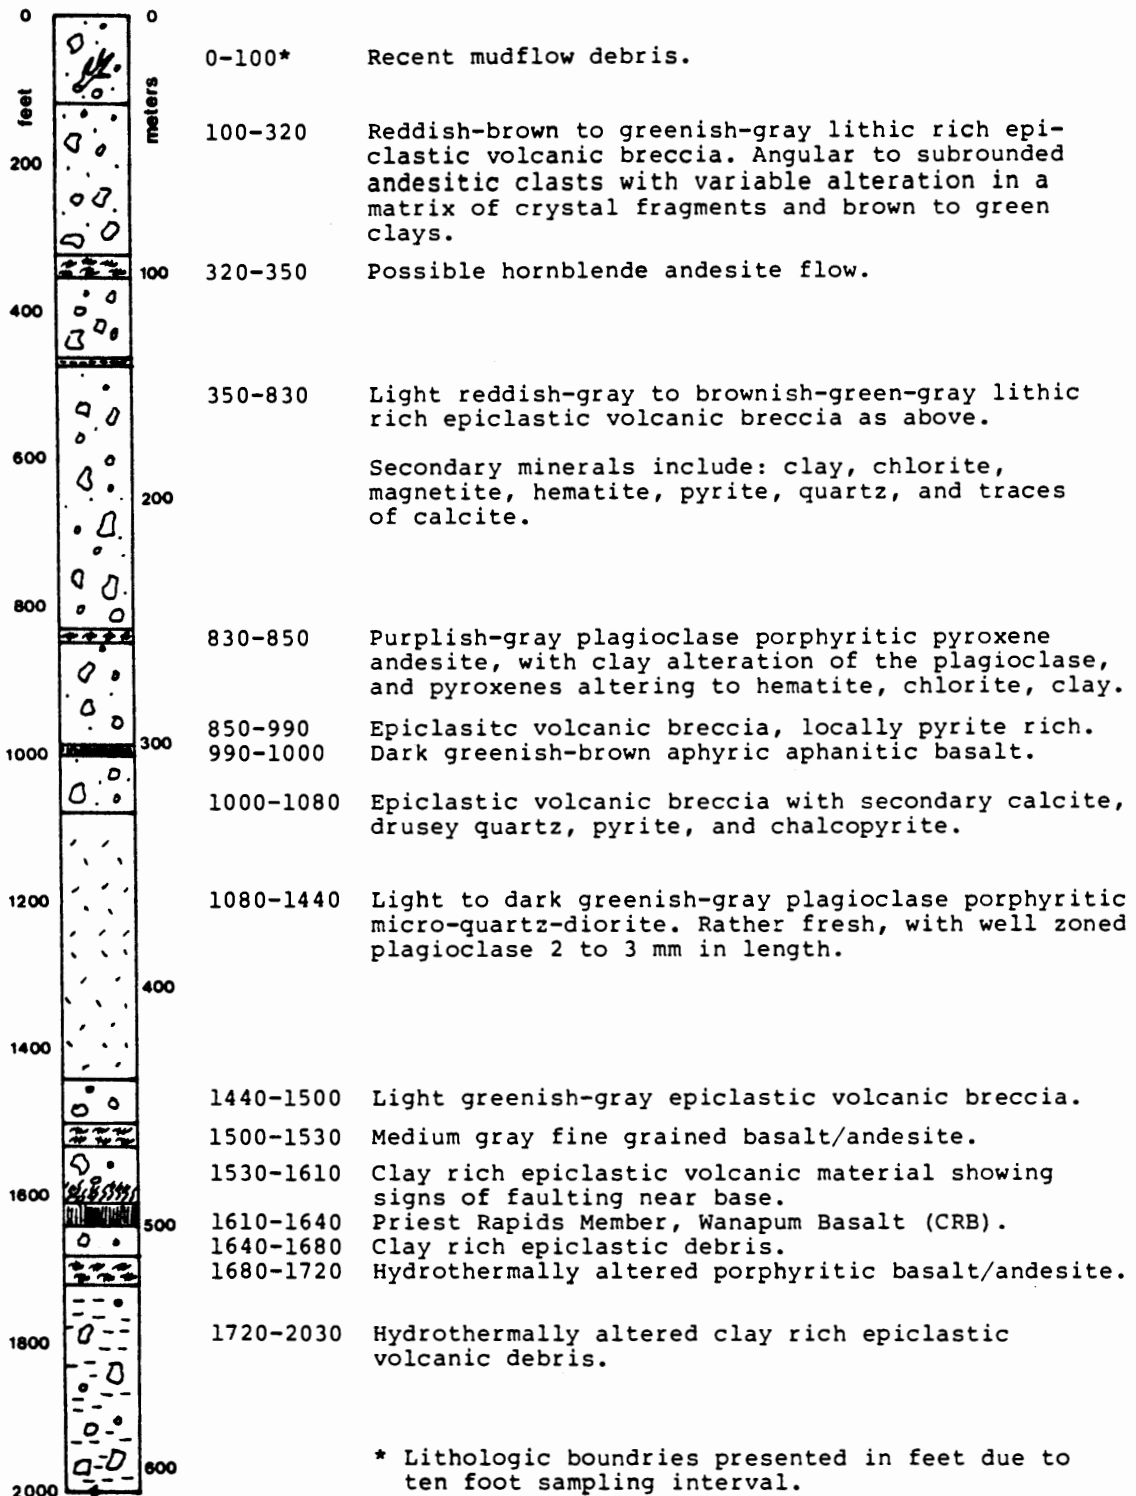 0
0
feet
meters
0-100* Recent mudflow debris.
100-320 Reddish-brown to greenish-gray lithic rich epi-
200
clastic volcanic breccia. Angular to subrounded
andesitic clasts with variable alteration in a
matrix of crystal fragments and brown to green
clays.
100
320-350 Possible hornblende andesite flow.
400
350-830 Light reddish-gray to brownish-green-gray lithic
rich epiclastic volcanic breccia as above.
600
Secondary minerals include: clay, chlorite,
200
magnetite, hematite, pyrite, quartz, and traces
of calcite.
800
830-850 Purplish-gray plagioclase porphyritic pyroxene
andesite, with clay alteration of the plagioclase,
and pyroxenes altering to hematite, chlorite, clay.
850-990 Epiclasitc volcanic breccia, locally pyrite rich.
300
1000
990-1000 Dark greenish-brown aphyric aphanitic basalt.
1000-1080 Epiclastic volcanic breccia with secondary calcite,
drusey quartz, pyrite, and chalcopyrite.
1200
1080-1440 Light to dark greenish-gray plagioclase porphyritic
micro-quartz-diorite. Rather fresh, with well zoned
plagioclase 2 to 3 mm in length.
400
1400
1440-1500 Light greenish-gray epiclastic volcanic breccia.
1500-1530 Medium gray fine grained basalt/andesite.
1530-1610 Clay rich epiclastic volcanic material showing
1600
signs of faulting near base.
500
1610-1640 Priest Rapids Member, Wanapum Basalt (CRB).
1640-1680 Clay rich epiclastic debris.
1680-1720 Hydrothermally altered porphyritic basalt/andesite.
1800
1720-2030 Hydrothermally altered clay rich epiclastic
volcanic debris.
600
* Lithologic boundries presented in feet due to
ten foot sampling interval.
2000